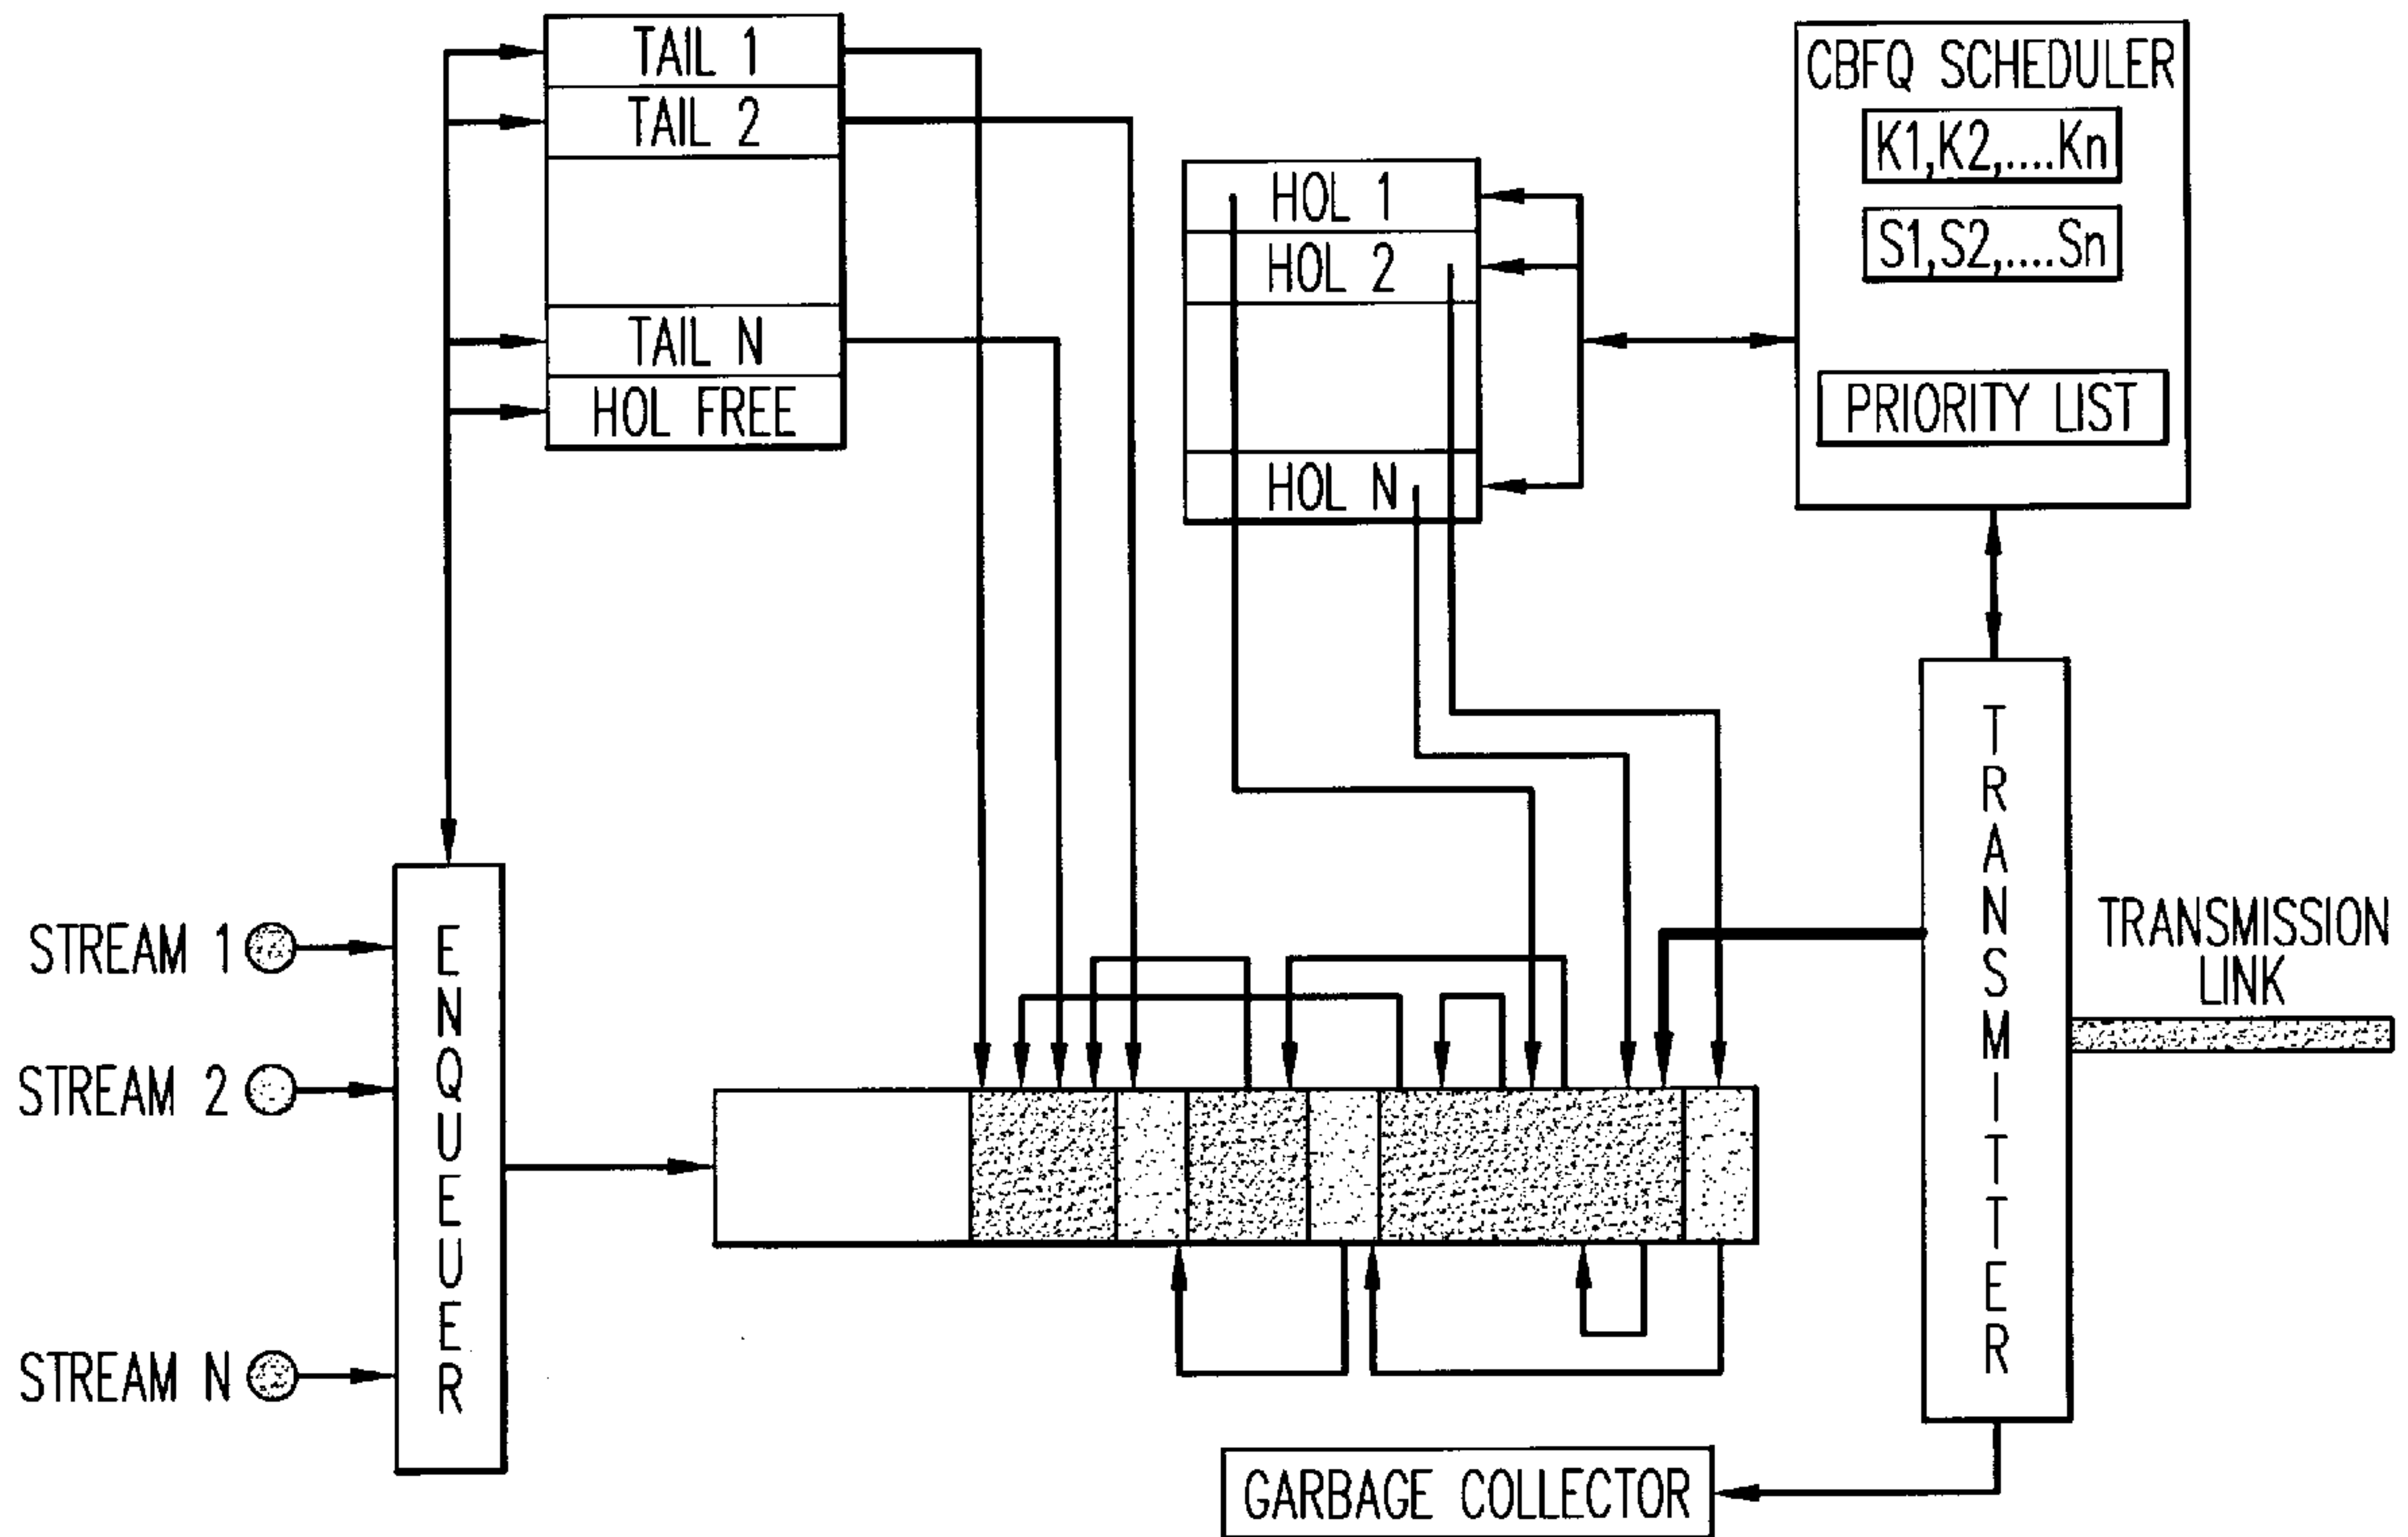 TAIL 1
TAIL 2
TAIL N
HOL FREE
HOL 1
HOL 2
HOL N
CBFQ SCHEDULER
K1,K2,....Kn
S1,S2,....Sn
PRIORITY LIST
STREAM 1
STREAM 2
STREAM N
ENQUEUER
TRANSMITTER
TRANSMISSION
LINK
GARBAGE COLLECTOR